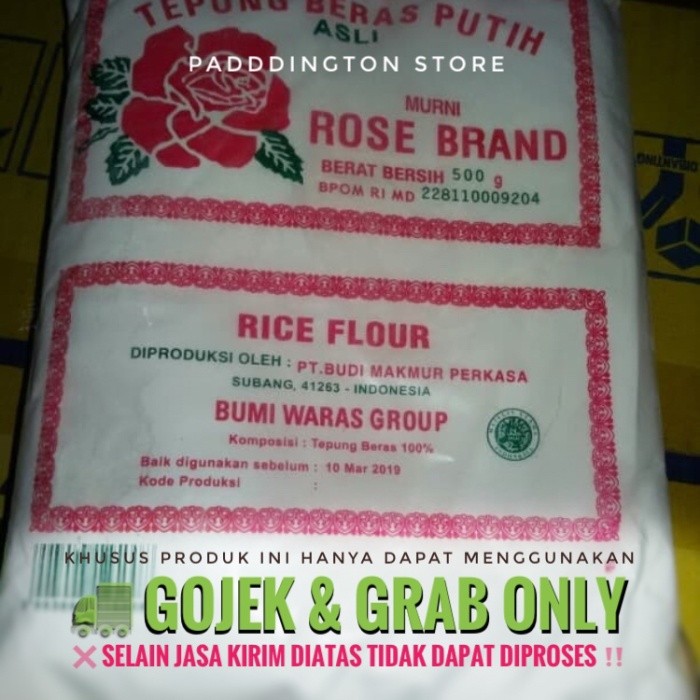 TEPUNG BERAS PUTIH
ASLI
PADDDINGTON STORE
MURNI
ROSE BRAND
BERAT BERSIH 500 g
BPOM RI MD 228110009204
RICE FLOUR
DIPRODUKSI OLEH : PT.BUDI MAKMUR PERKASA
SUBANG, 41263 - INDONESIA
BUMI WARAS GROUP
Komposisi : Tepung Beras 100%
Baik digunakan sebelum : 10 Mar 2019
Kode Produksi :
KHUSUS PRODUK INI HANYA DAPAT MENGGUNAKAN
GOJEK & GRAB ONLY
❌ SELAIN JASA KIRIM DIATAS TIDAK DAPAT DIPROSES ‼️